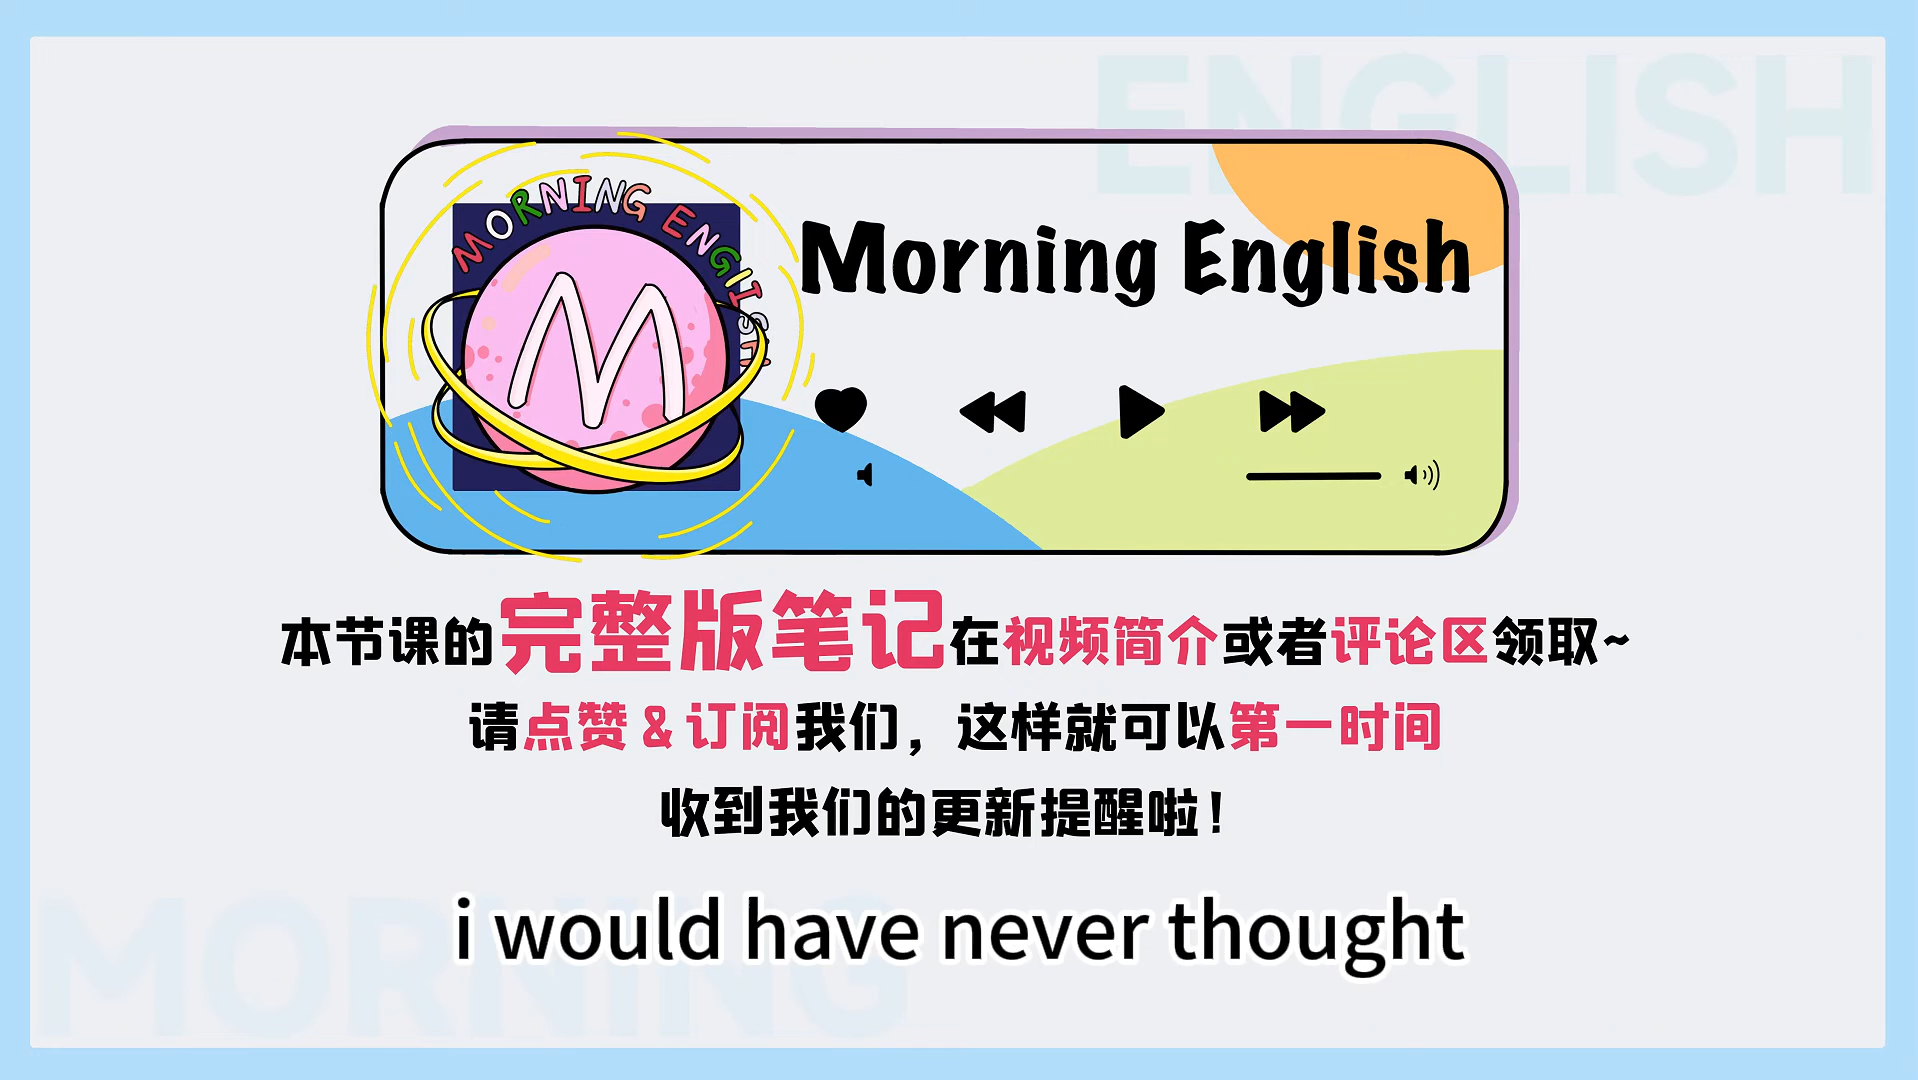 ENGLISH
MORNING ENGLISH
M
Morning English
本节课的完整版笔记在视频简介或者评论区领取~
请点赞&订阅我们，这样就可以第一时间
收到我们的更新提醒啦！
i would have never thought
MORNING